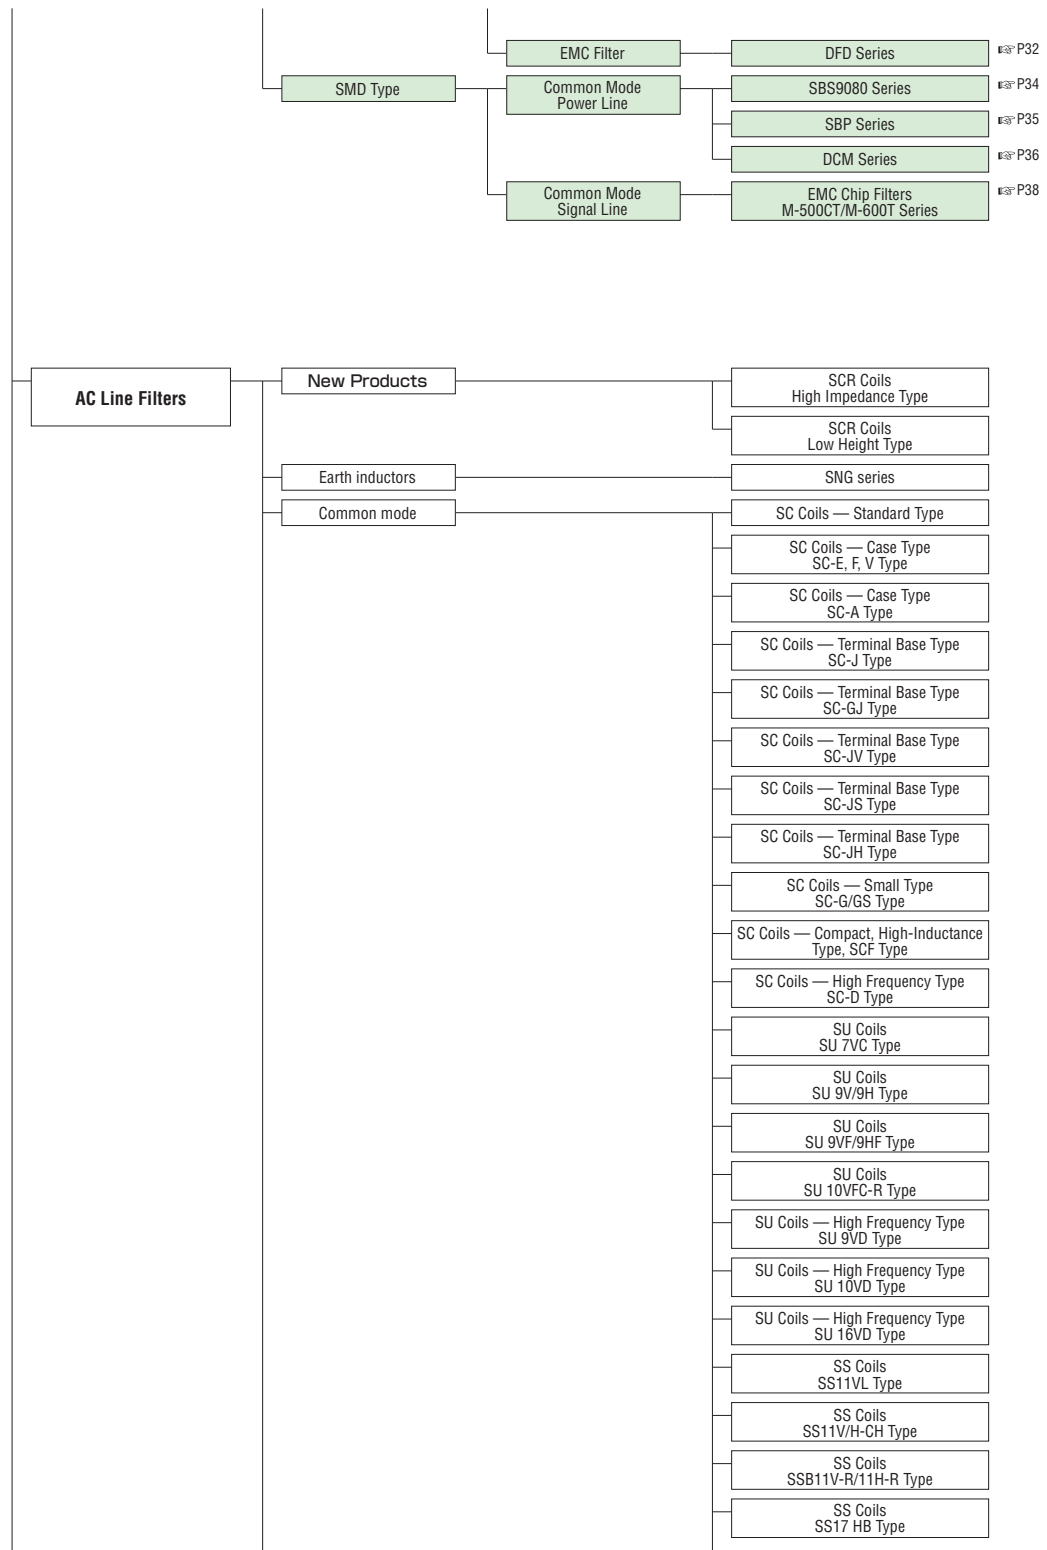 EMC Filter
DFD Series
☞P32
SMD Type
Common Mode
Power Line
SBS9080 Series
☞P34
SBP Series
☞P35
DCM Series
☞P36
Common Mode
Signal Line
EMC Chip Filters
M-500CT/M-600T Series
☞P38
AC Line Filters
New Products
SCR Coils
High Impedance Type
SCR Coils
Low Height Type
Earth inductors
SNG series
Common mode
SC Coils — Standard Type
SC Coils — Case Type
SC-E, F, V Type
SC Coils — Case Type
SC-A Type
SC Coils — Terminal Base Type
SC-J Type
SC Coils — Terminal Base Type
SC-GJ Type
SC Coils — Terminal Base Type
SC-JV Type
SC Coils — Terminal Base Type
SC-JS Type
SC Coils — Terminal Base Type
SC-JH Type
SC Coils — Small Type
SC-G/GS Type
SC Coils — Compact, High-Inductance
Type, SCF Type
SC Coils — High Frequency Type
SC-D Type
SU Coils
SU 7VC Type
SU Coils
SU 9V/9H Type
SU Coils
SU 9VF/9HF Type
SU Coils
SU 10VFC-R Type
SU Coils — High Frequency Type
SU 9VD Type
SU Coils — High Frequency Type
SU 10VD Type
SU Coils — High Frequency Type
SU 16VD Type
SS Coils
SS11VL Type
SS Coils
SS11V/H-CH Type
SS Coils
SSB11V-R/11H-R Type
SS Coils
SS17 HB Type